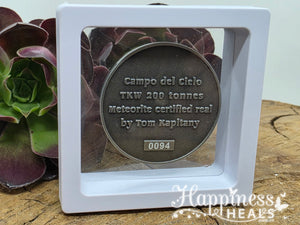 Campo del Cielo
TKW 200 tonnes
Meteorite certified real
by Tom Kapitany
0094
Happiness
HEALS